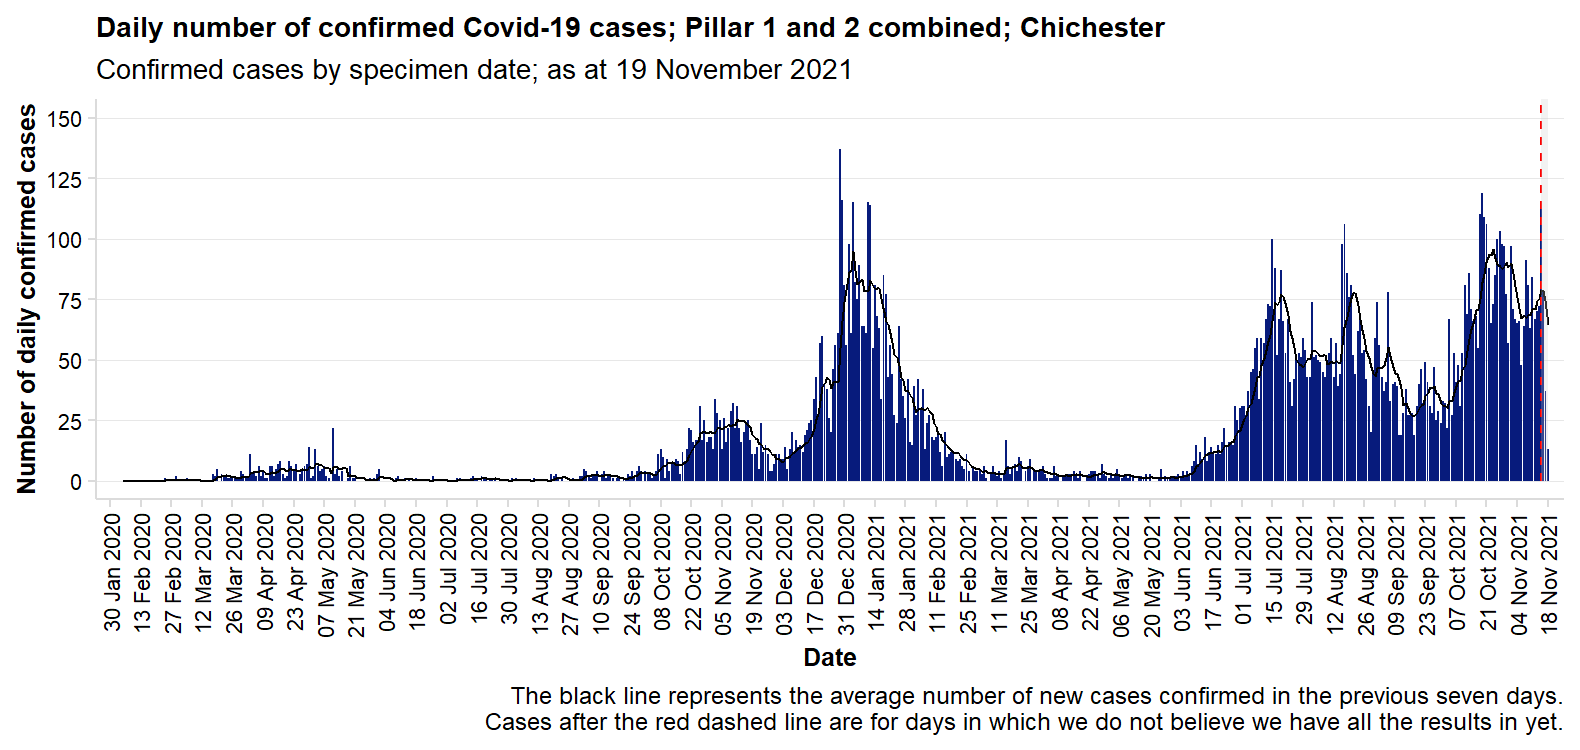 Daily number of confirmed Covid-19 cases; Pillar 1 and 2 combined; Chichester
Confirmed cases by specimen date; as at 19 November 2021
Number of daily confirmed cases
150
125
100
75
50
25
0
30 Jan 2020
13 Feb 2020
27 Feb 2020
12 Mar 2020
26 Mar 2020
09 Apr 2020
23 Apr 2020
07 May 2020
21 May 2020
04 Jun 2020
18 Jun 2020
02 Jul 2020
16 Jul 2020
30 Jul 2020
13 Aug 2020
27 Aug 2020
10 Sep 2020
24 Sep 2020
08 Oct 2020
22 Oct 2020
05 Nov 2020
19 Nov 2020
03 Dec 2020
17 Dec 2020
31 Dec 2020
14 Jan 2021
28 Jan 2021
11 Feb 2021
25 Feb 2021
11 Mar 2021
25 Mar 2021
08 Apr 2021
22 Apr 2021
06 May 2021
20 May 2021
03 Jun 2021
17 Jun 2021
01 Jul 2021
15 Jul 2021
29 Jul 2021
12 Aug 2021
26 Aug 2021
09 Sep 2021
23 Sep 2021
07 Oct 2021
21 Oct 2021
04 Nov 2021
18 Nov 2021
Date
The black line represents the average number of new cases confirmed in the previous seven days.
Cases after the red dashed line are for days in which we do not believe we have all the results in yet.